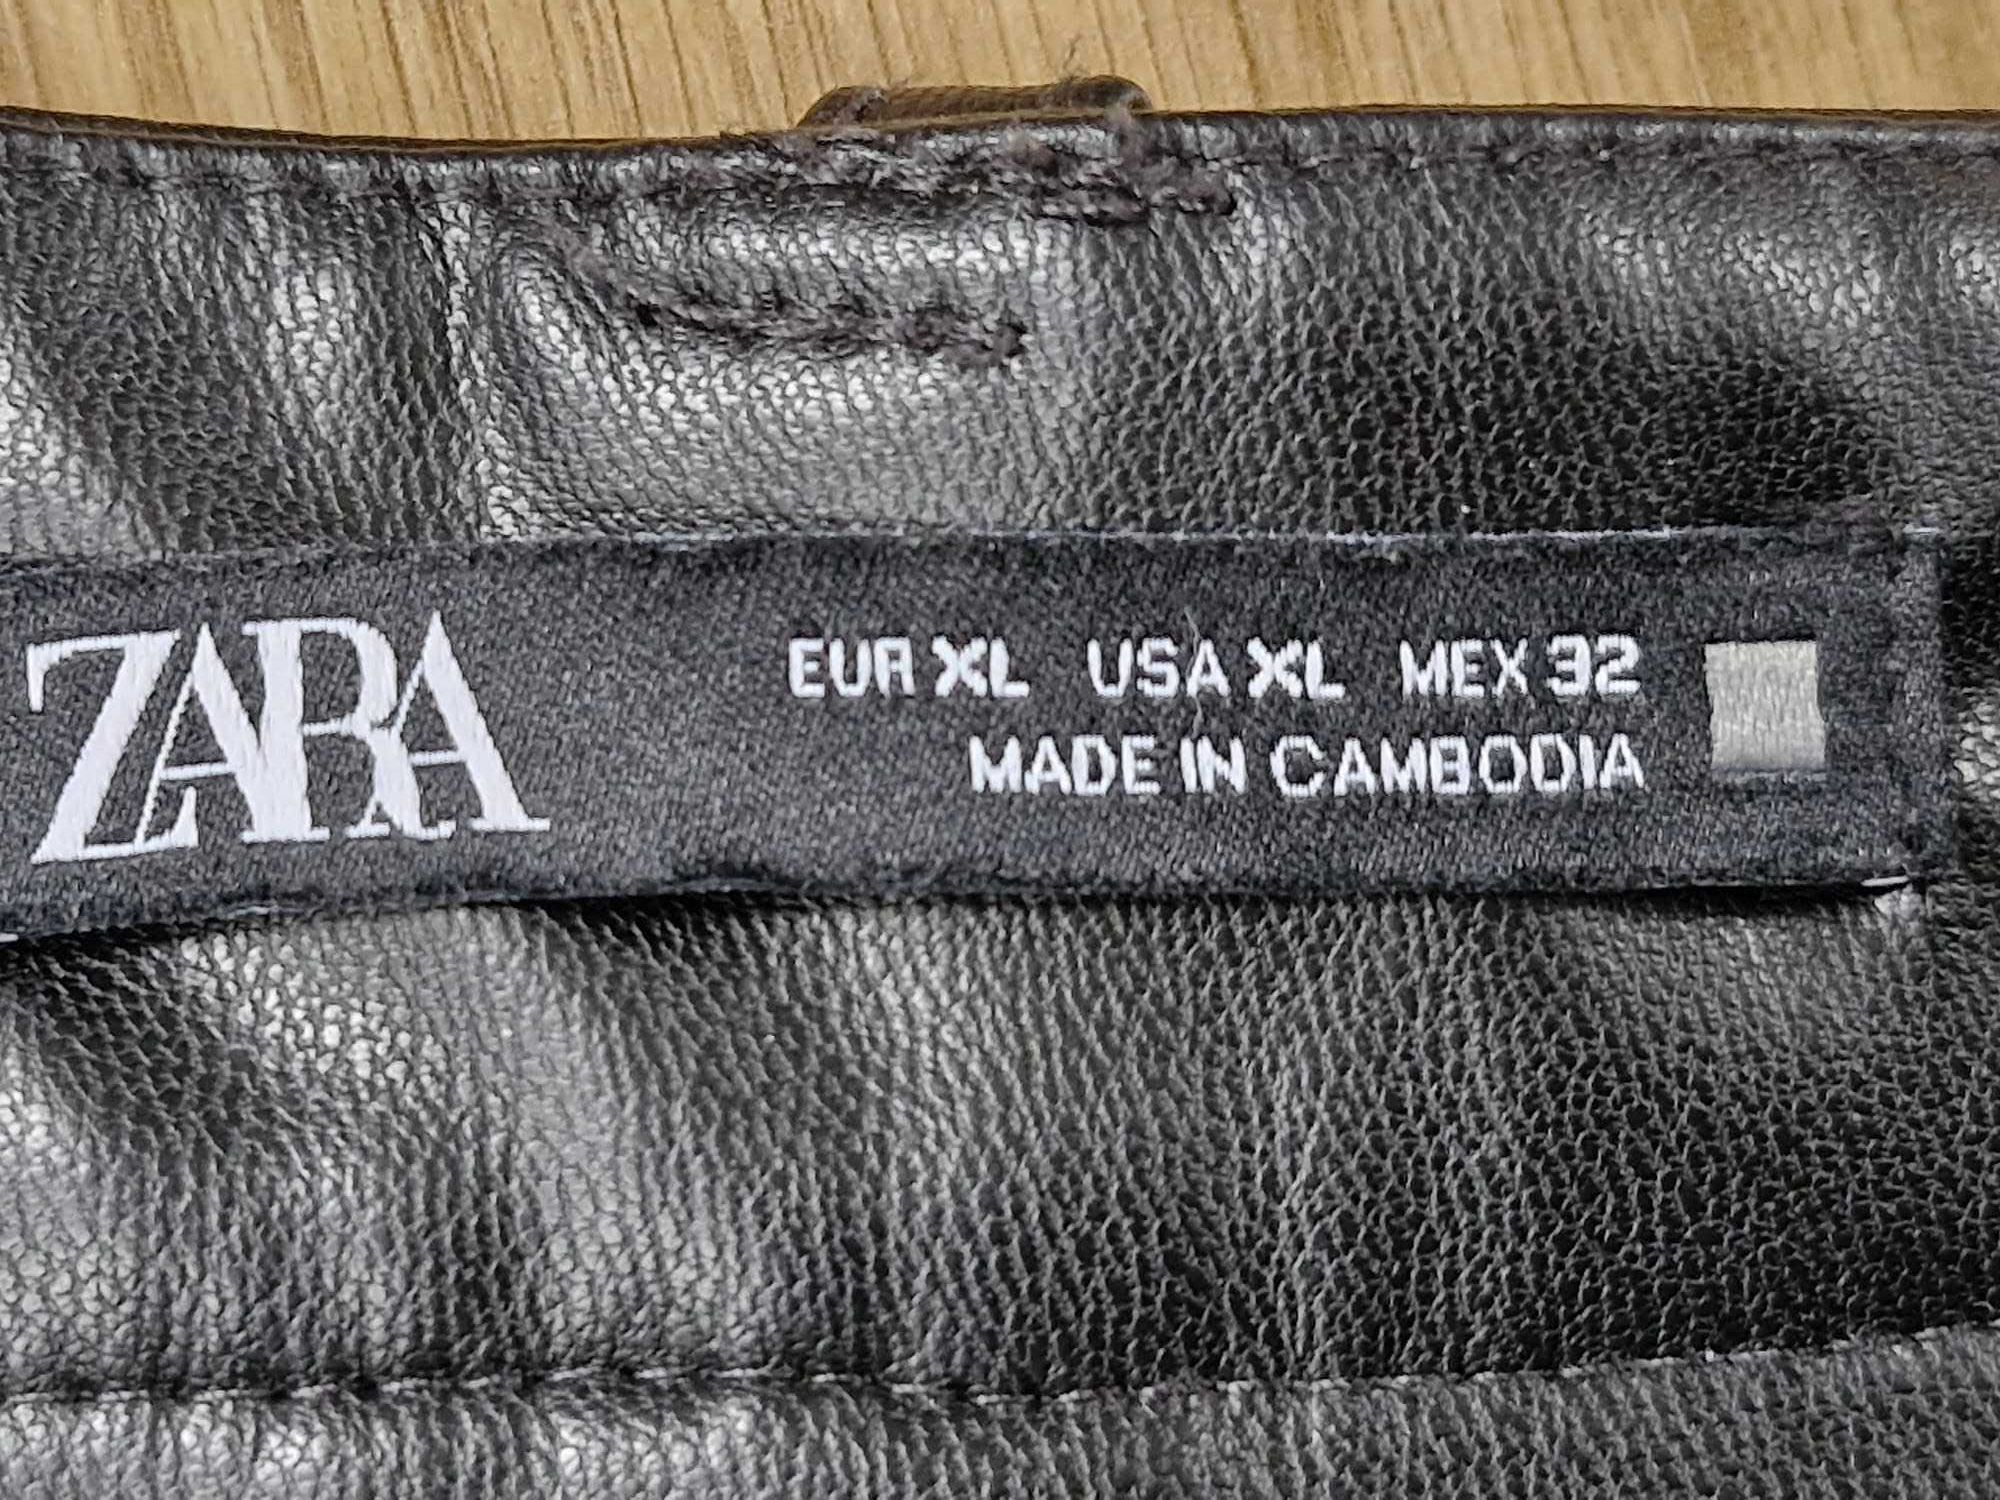 ZARA
EUR XL USA XL MEX 32
MADE IN CAMBODIA